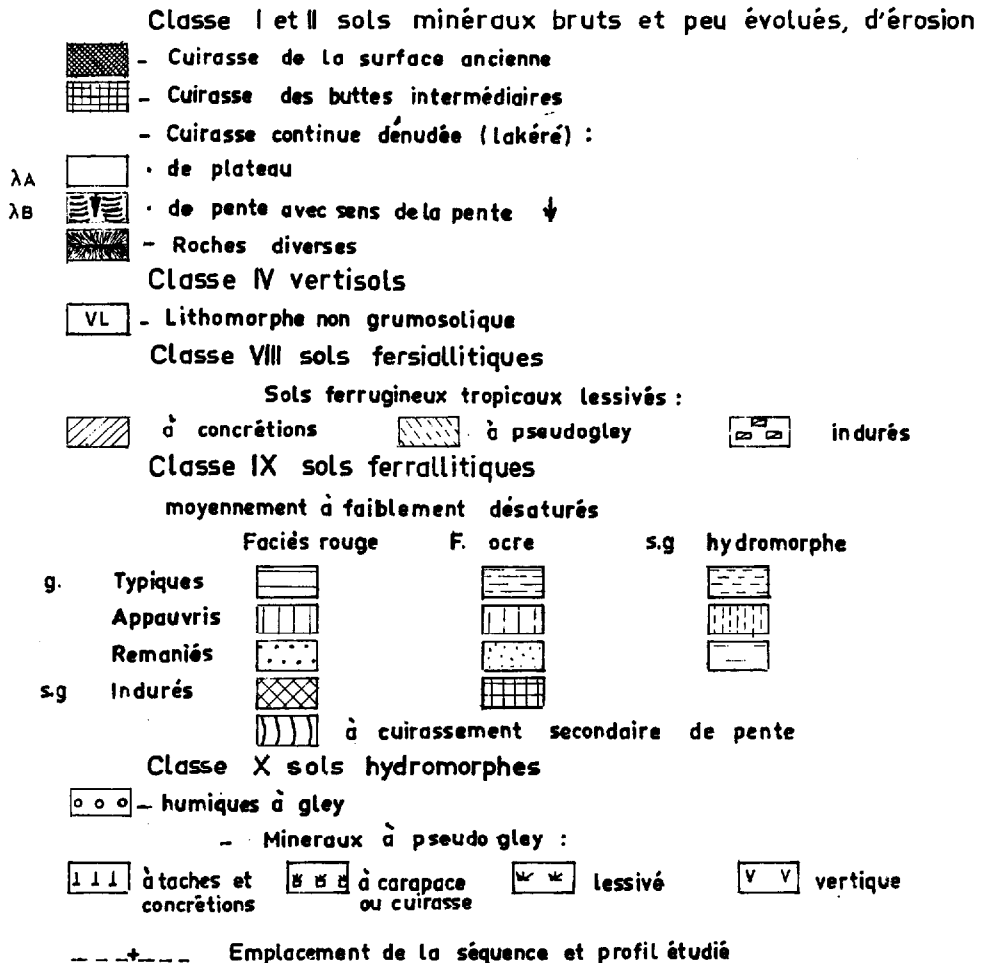 Classe I et II sols minéraux bruts et peu évolués, d'érosion
- Cuirasse de la surface ancienne
- Cuirasse des buttes intermédiaires
- Cuirasse continue dénudée (lakéré) :
λA · de plateau
λB · de pente avec sens de la pente
- Roches diverses
Classe IV vertisols
VL - Lithomorphe non grumosolique
Classe VIII sols fersiallitiques
Sols ferrugineux tropicaux lessivés :
à concrétions à pseudogley indurés
Classe IX sols ferrallitiques
moyennement à faiblement désaturés
Faciés rouge F. ocre s.g hydromorphe
g. Typiques
Appauvris
Remaniés
s.g Indurés
à cuirassement secondaire de pente
Classe X sols hydromorphes
- humiques à gley
- Mineraux à pseudo gley :
à taches et à carapace lessivé V V vertique
concrétions ou cuirasse
Emplacement de la séquence et profil étudié